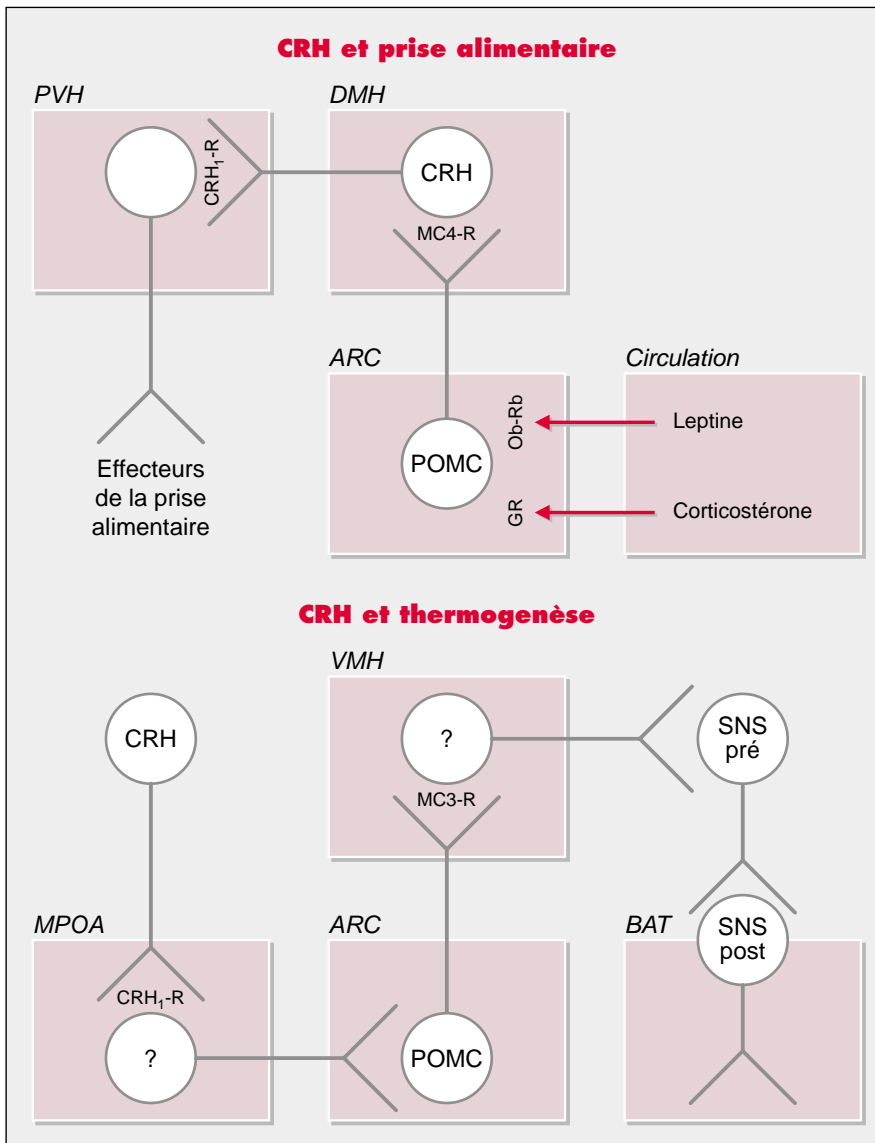 CRH et prise alimentaire
PVH
DMH
CRH₁-R
CRH
MC4-R
ARC
Circulation
Ob-Rb
Leptine
POMC
GR
Corticostérone
Effecteurs
de la prise
alimentaire
CRH et thermogenèse
VMH
CRH
?
SNS
pré
MC3-R
MPOA
ARC
BAT
SNS
post
CRH₁-R
?
POMC